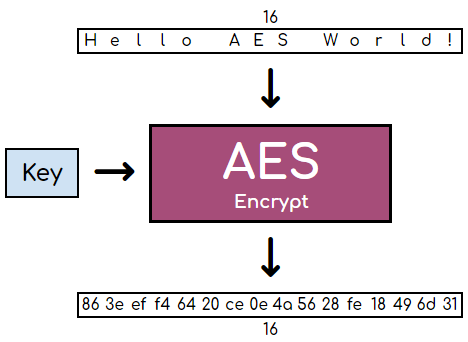 16
H e l l o   A E S   W o r l d !
Key
AES
Encrypt
86 3e ef f4 64 20 ce 0e 4a 56 28 fe 18 49 6d 31
16